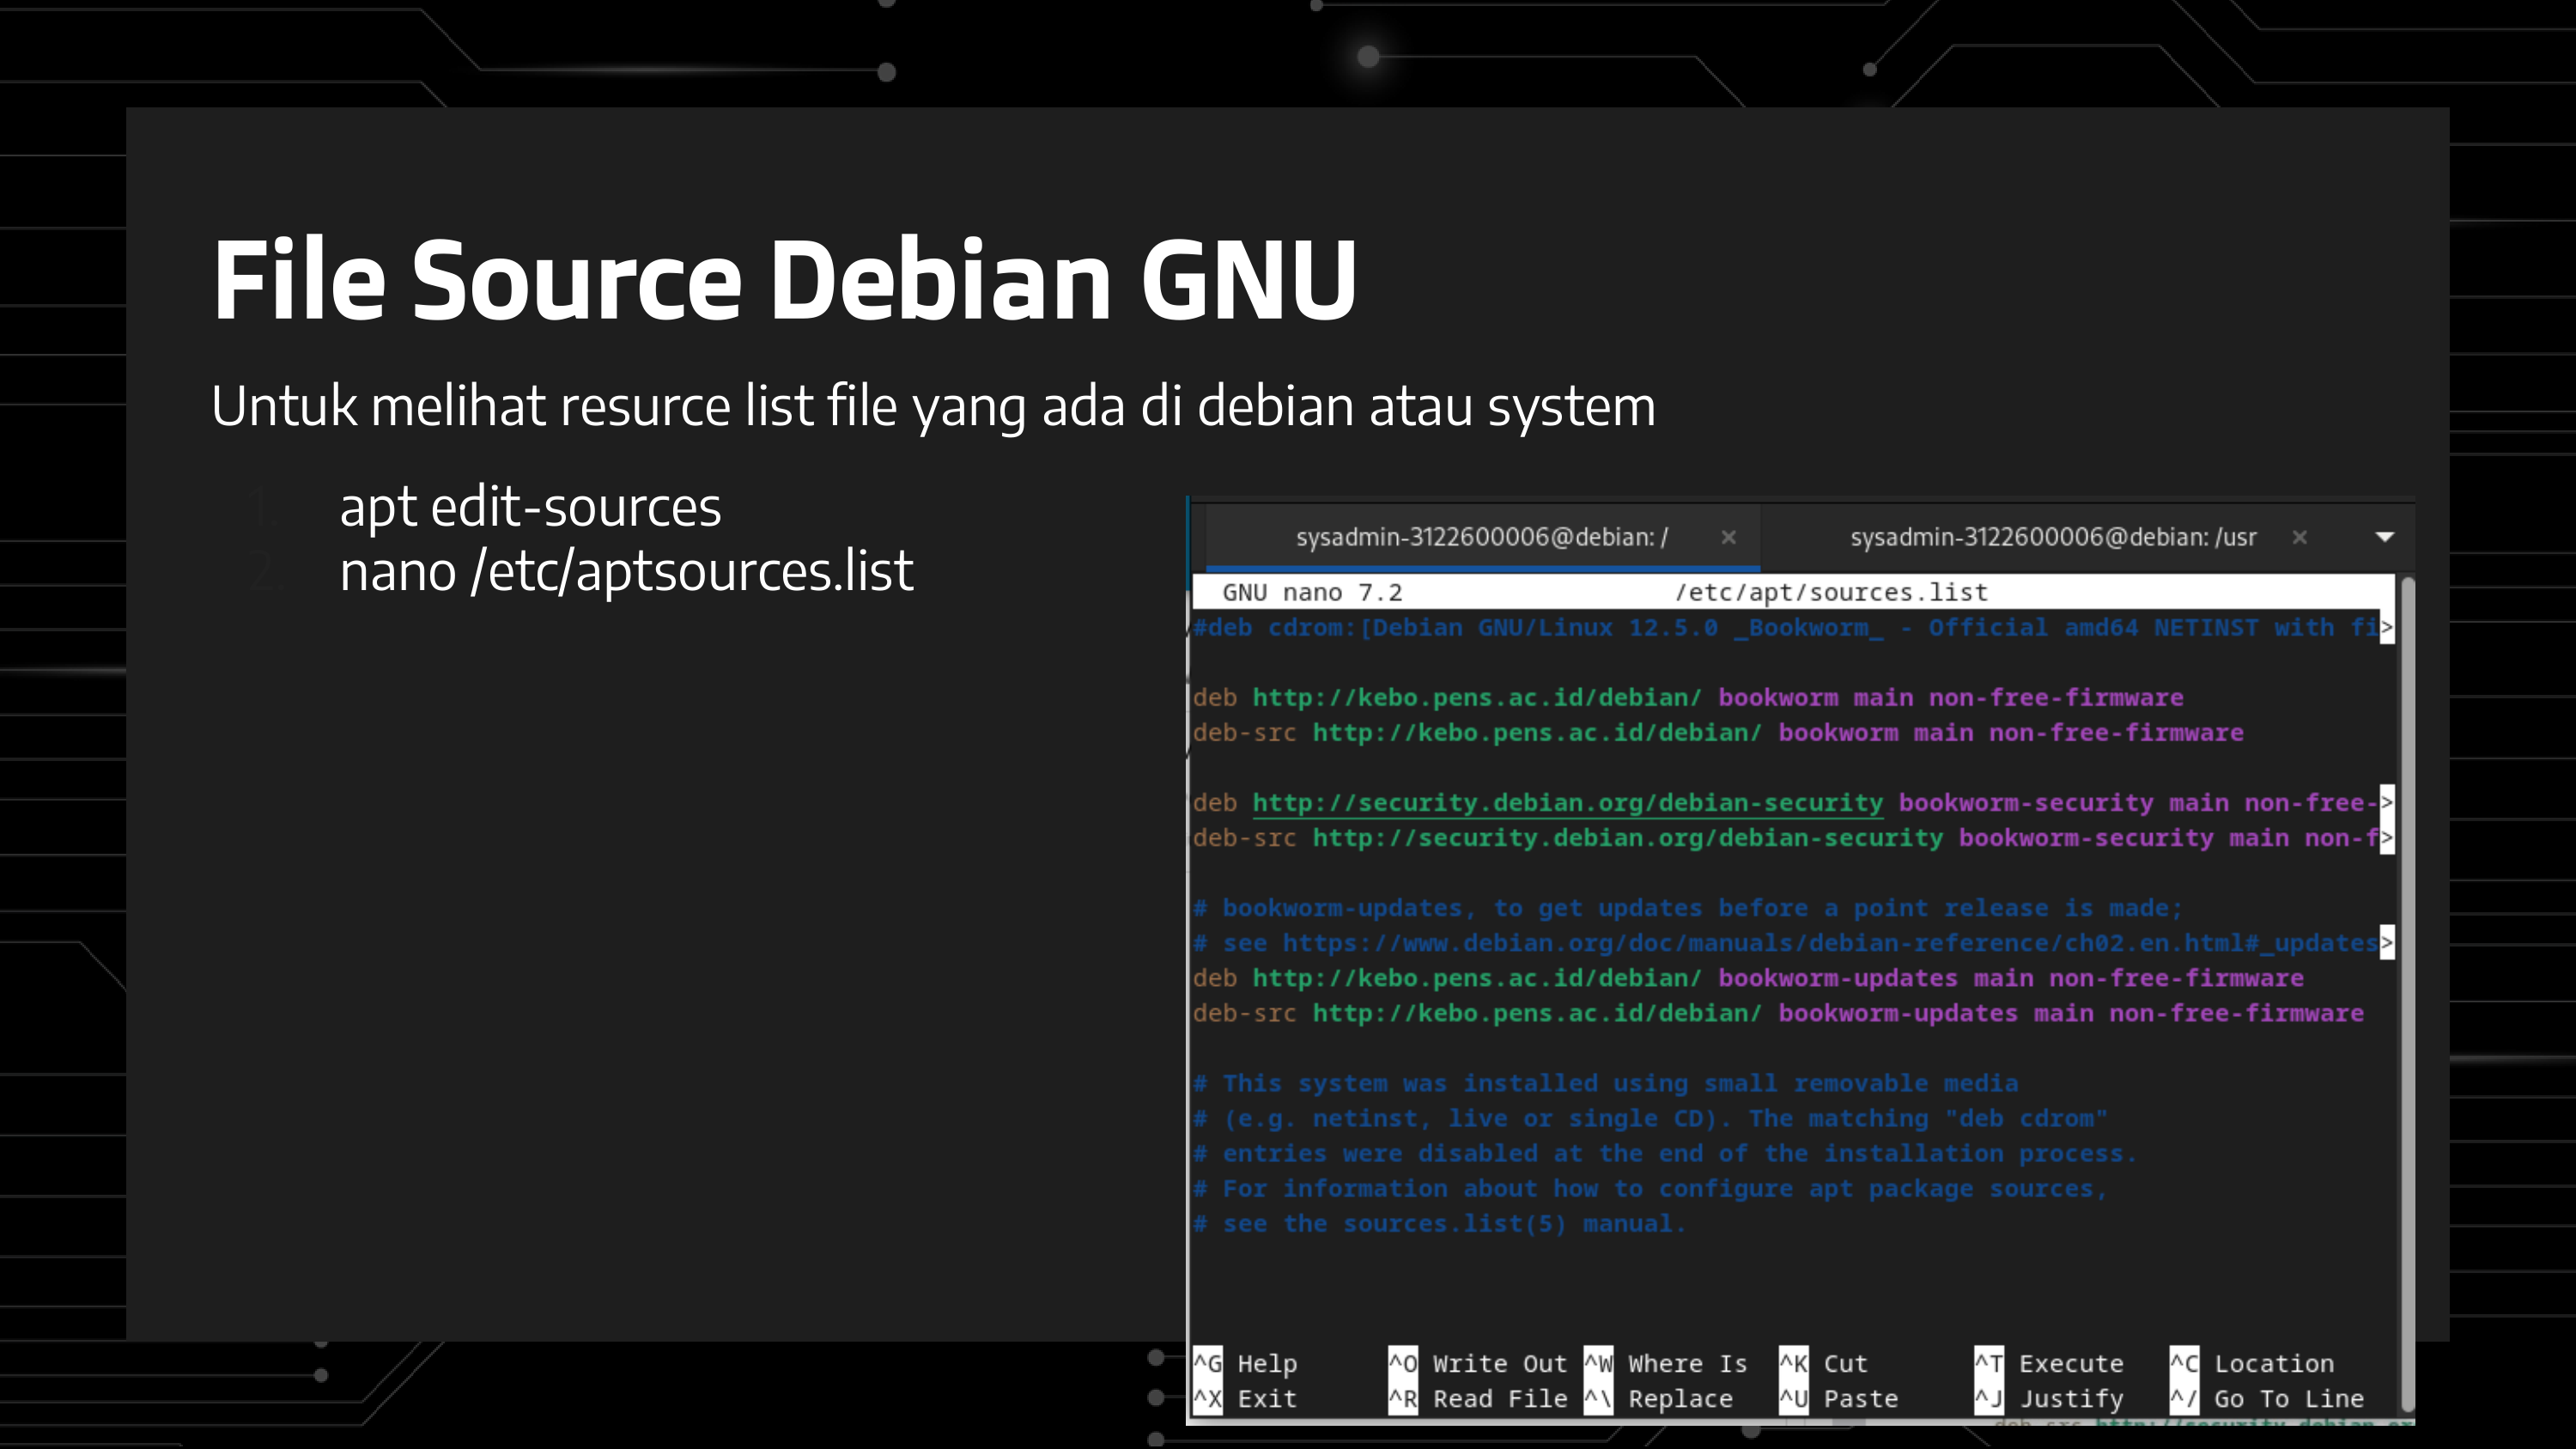 File Source Debian GNU
Untuk melihat resurce list file yang ada di debian atau system
1. apt edit-sources
2. nano /etc/aptsources.list
sysadmin-3122600006@debian: / × sysadmin-3122600006@debian: /usr ×
GNU nano 7.2 /etc/apt/sources.list
#deb cdrom:[Debian GNU/Linux 12.5.0 _Bookworm_ - Official amd64 NETINST with fi>
deb http://kebo.pens.ac.id/debian/ bookworm main non-free-firmware
deb-src http://kebo.pens.ac.id/debian/ bookworm main non-free-firmware
deb http://security.debian.org/debian-security bookworm-security main non-free->
deb-src http://security.debian.org/debian-security bookworm-security main non-f>
# bookworm-updates, to get updates before a point release is made;
# see https://www.debian.org/doc/manuals/debian-reference/ch02.en.html#_updates>
deb http://kebo.pens.ac.id/debian/ bookworm-updates main non-free-firmware
deb-src http://kebo.pens.ac.id/debian/ bookworm-updates main non-free-firmware
# This system was installed using small removable media
# (e.g. netinst, live or single CD). The matching "deb cdrom"
# entries were disabled at the end of the installation process.
# For information about how to configure apt package sources,
# see the sources.list(5) manual.
^G Help ^O Write Out ^W Where Is ^K Cut ^T Execute ^C Location
^X Exit ^R Read File ^\ Replace ^U Paste ^J Justify ^/ Go To Line